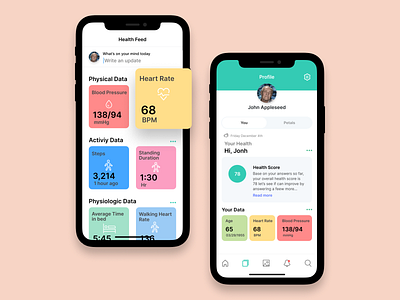 Health Feed
What's on your mind today
Write an update
Physical Data
Blood Pressure
138/94
mmHg
Heart Rate
68
BPM
Activiy Data
Steps
3,214
1 hour ago
Standing
Duration
1:30
Hr
Physiologic Data
Average Time
in bed
5:45
Walking Heart
Rate
136
Profile
John Appleseed
You
Friday December 4th
Your Health
Hi, Jonh
78
Health Score
Base on your answers so far,
your overall health score is
78 let's see if can improve by
answering a few more
Read more
Your Data
Age
65
Heart Rate
68
BPM
Blood Pressure
138/94
mmHg